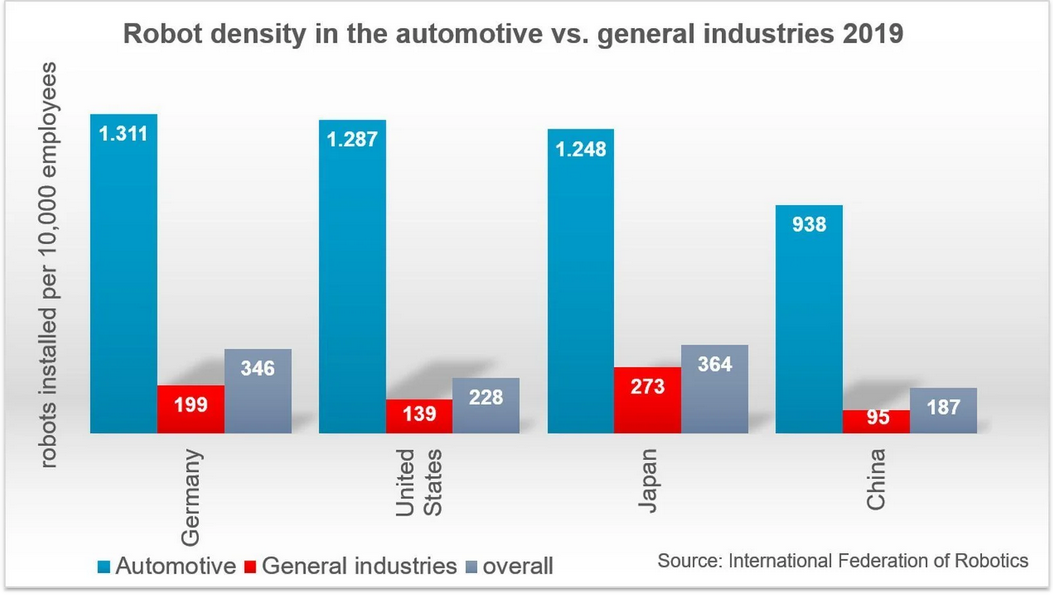 Robot density in the automotive vs. general industries 2019
robots installed per 10,000 employees
1.311
199
346
1.287
139
228
1.248
273
364
938
95
187
Germany
United
States
Japan
China
Automotive General industries overall
Source: International Federation of Robotics